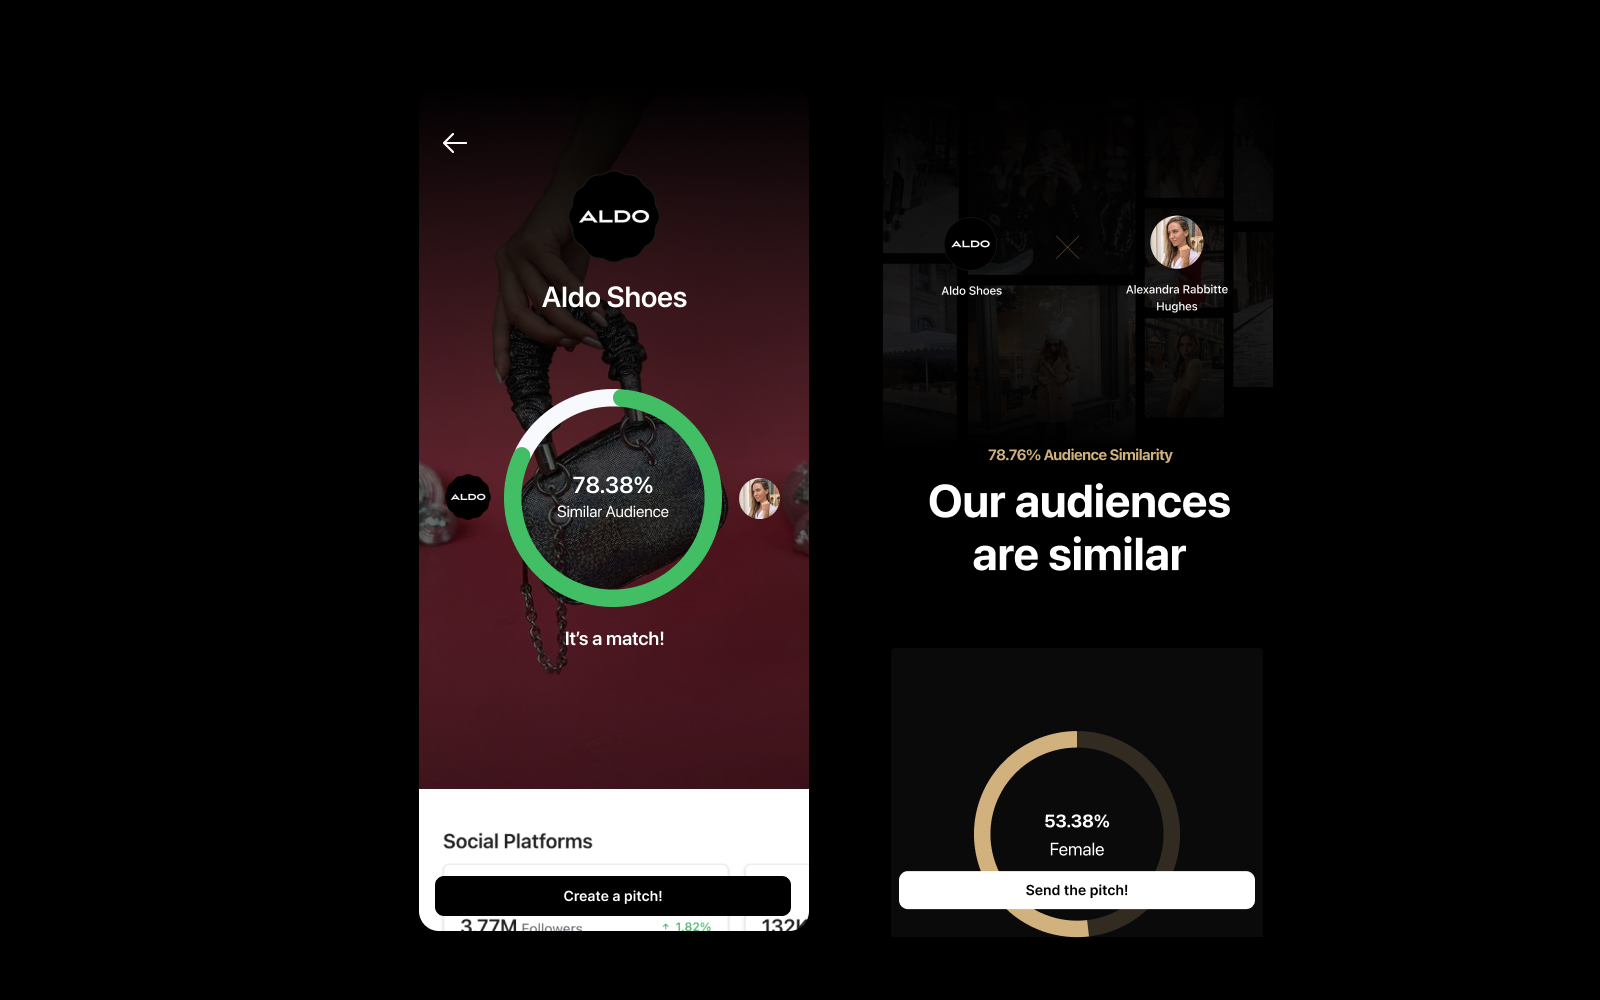 ALDO
Aldo Shoes
ALDO
78.38%
Similar Audience
It's a match!
Social Platforms
Create a pitch!
3.77M Followers ↑ 1.82%
ALDO
Aldo Shoes
Alexandra Rabbitte
Hughes
78.76% Audience Similarity
Our audiences
are similar
53.38%
Female
Send the pitch!